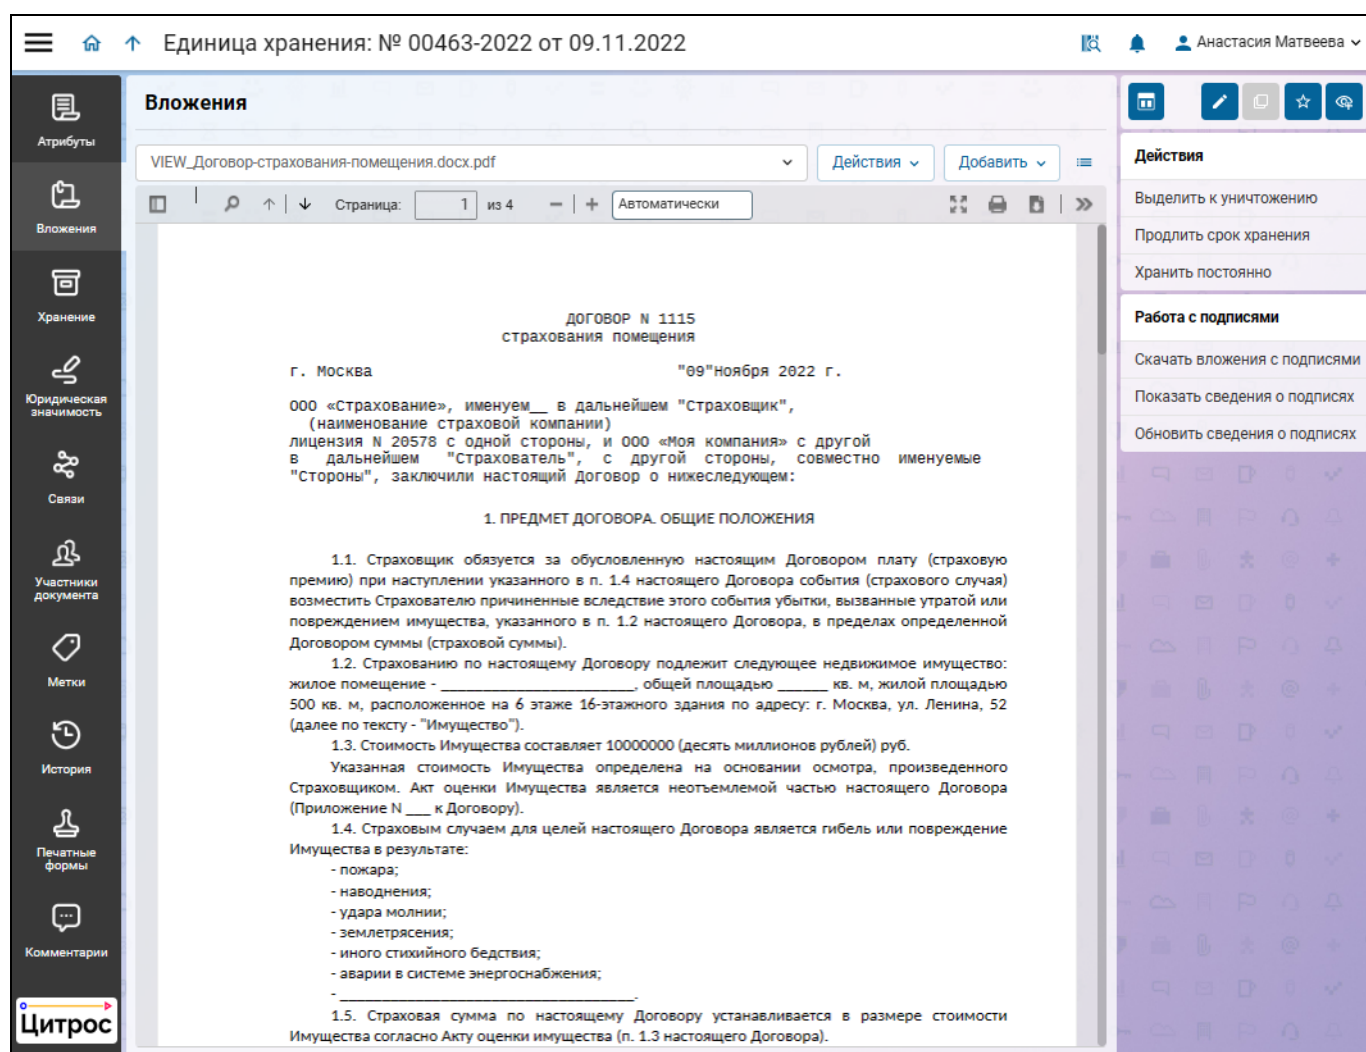 Единица хранения: № 00463-2022 от 09.11.2022
Анастасия Матвеева
Атрибуты
Вложения
Хранение
Юридическая
значимость
Связи
Участники
документа
Метки
История
Печатные
формы
Комментарии
Цитрос
Вложения
VIEW_Договор-страхования-помещения.docx.pdf
Действия
Добавить
Страница: 1 из 4
Автоматически
ДОГОВОР N 1115
страхования помещения
г. Москва "09"Ноября 2022 г.
ООО «Страхование», именуем__ в дальнейшем "Страховщик",
(наименование страховой компании)
лицензия N 20578 с одной стороны, и ООО «Моя компания» с другой
в дальнейшем "Страхователь", с другой стороны, совместно именуемые
"Стороны", заключили настоящий Договор о нижеследующем:
1. ПРЕДМЕТ ДОГОВОРА. ОБЩИЕ ПОЛОЖЕНИЯ
1.1. Страховщик обязуется за обусловленную настоящим Договором плату (страховую
премию) при наступлении указанного в п. 1.4 настоящего Договора события (страхового случая)
возместить Страхователю причиненные вследствие этого события убытки, вызванные утратой или
повреждением имущества, указанного в п. 1.2 настоящего Договора, в пределах определенной
Договором суммы (страховой суммы).
1.2. Страхованию по настоящему Договору подлежит следующее недвижимое имущество:
жилое помещение - _______________________, общей площадью ______ кв. м, жилой площадью
500 кв. м, расположенное на 6 этаже 16-этажного здания по адресу: г. Москва, ул. Ленина, 52
(далее по тексту - "Имущество").
1.3. Стоимость Имущества составляет 10000000 (десять миллионов рублей) руб.
Указанная стоимость Имущества определена на основании осмотра, произведенного
Страховщиком. Акт оценки Имущества является неотъемлемой частью настоящего Договора
(Приложение N ___ к Договору).
1.4. Страховым случаем для целей настоящего Договора является гибель или повреждение
Имущества в результате:
- пожара;
- наводнения;
- удара молнии;
- землетрясения;
- иного стихийного бедствия;
- аварии в системе энергоснабжения;
- ___________________________________.
1.5. Страховая сумма по настоящему Договору устанавливается в размере стоимости
Имущества согласно Акту оценки имущества (п. 1.3 настоящего Договора).
Действия
Выделить к уничтожению
Продлить срок хранения
Хранить постоянно
Работа с подписями
Скачать вложения с подписями
Показать сведения о подписях
Обновить сведения о подписях